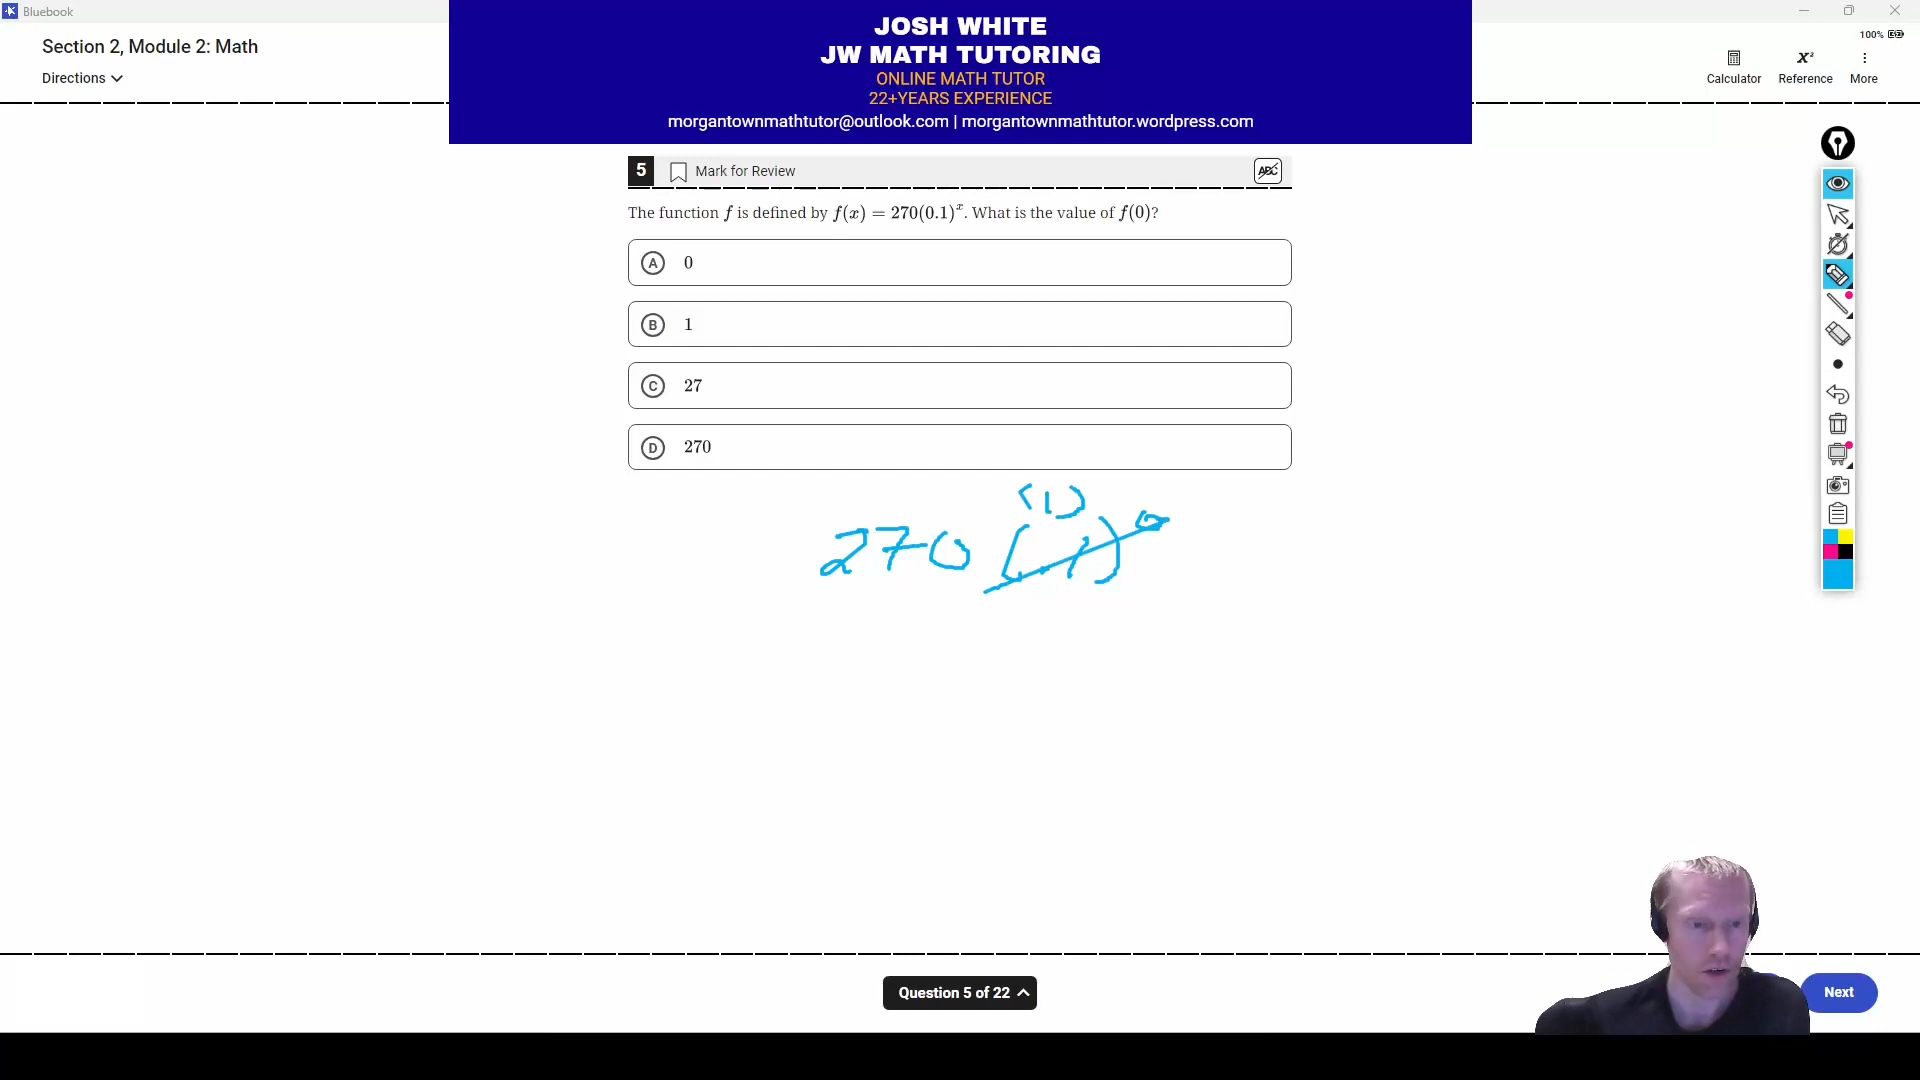 Bluebook
JOSH WHITE
JW MATH TUTORING
ONLINE MATH TUTOR
22+YEARS EXPERIENCE
morgantownmathtutor@outlook.com | morgantownmathtutor.wordpress.com
Section 2, Module 2: Math
Directions
100%
Calculator
Reference
More
5 Mark for Review ABC
The function f is defined by f(x) = 270(0.1)ˣ. What is the value of f(0)?
A 0
B 1
C 27
D 270
(1)
270 (.1)⁰
Question 5 of 22
Next